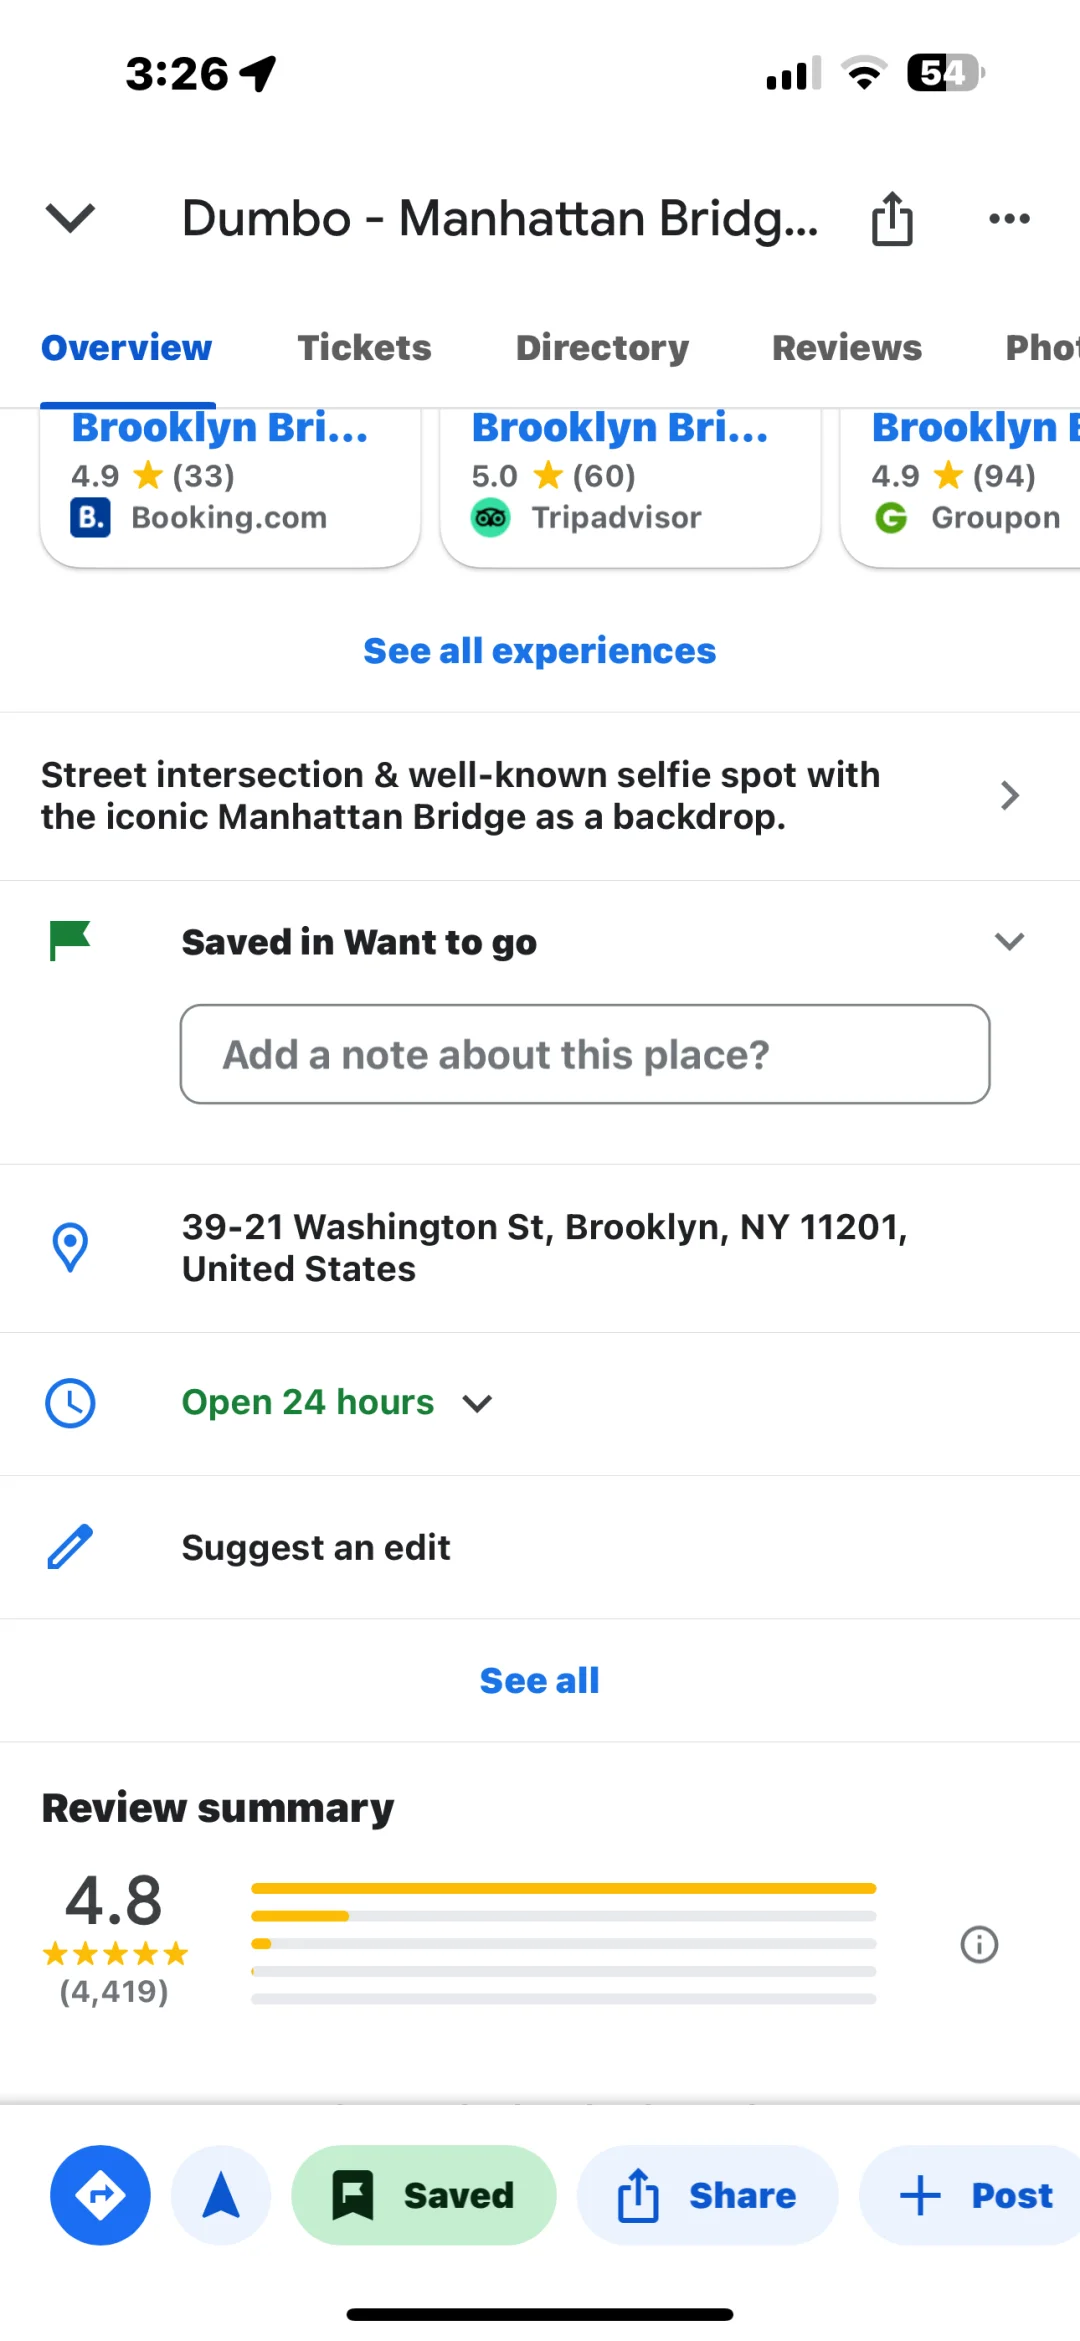 3:26
54
Dumbo - Manhattan Bridg...
Overview Tickets Directory Reviews Phot
Brooklyn Bri... Brooklyn Bri... Brooklyn B
4.9 (33) 5.0 (60) 4.9 (94)
B. Booking.com Tripadvisor G Groupon
See all experiences
Street intersection & well-known selfie spot with
the iconic Manhattan Bridge as a backdrop.
Saved in Want to go
Add a note about this place?
39-21 Washington St, Brooklyn, NY 11201,
United States
Open 24 hours
Suggest an edit
See all
Review summary
4.8
(4,419)
Saved Share Post